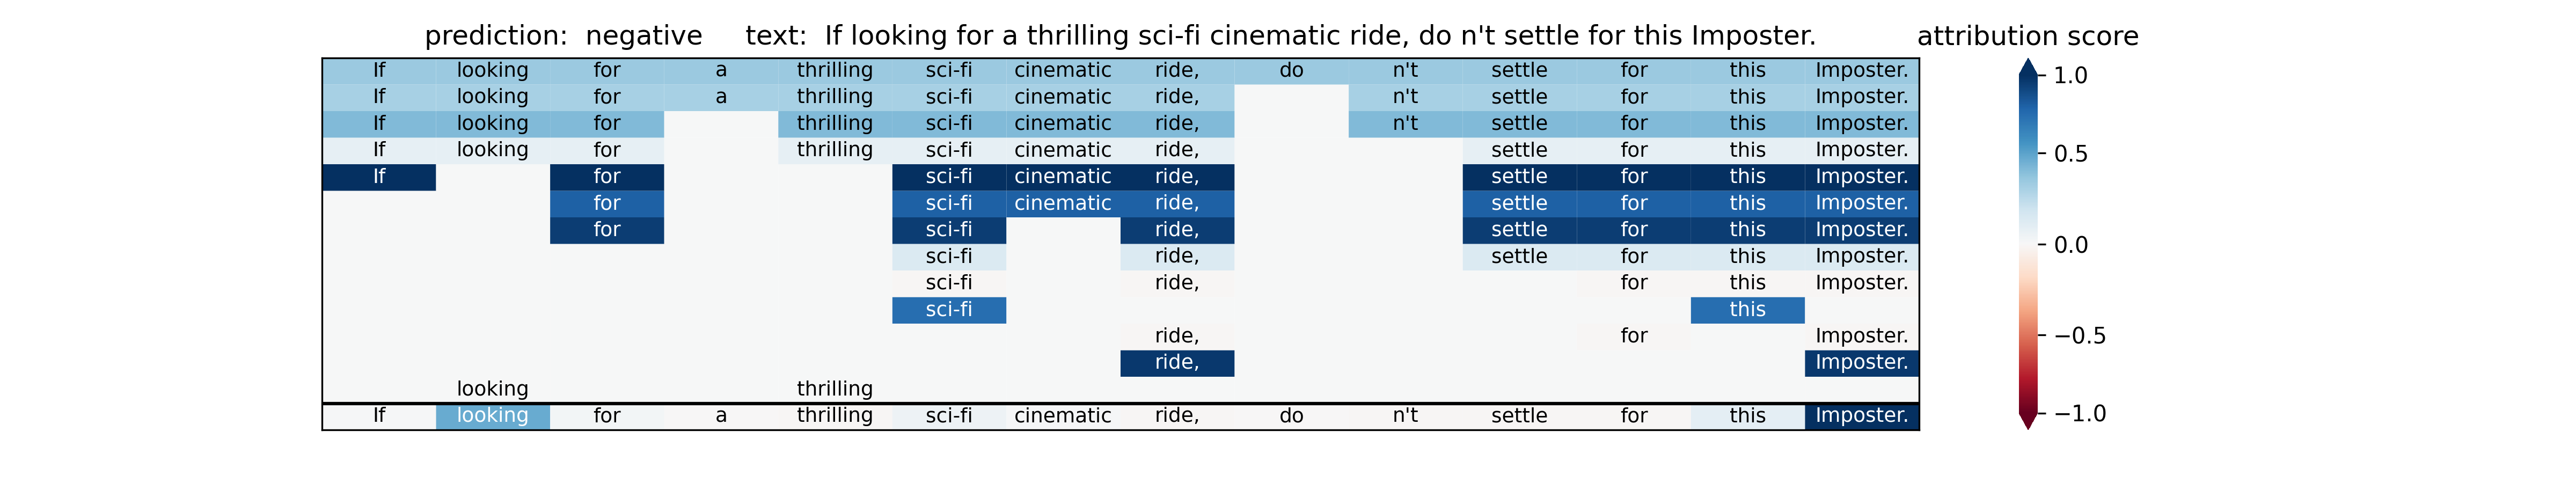 prediction: negative text: If looking for a thrilling sci-fi cinematic ride, do n't settle for this Imposter. attribution score
If looking for a thrilling sci-fi cinematic ride, do n't settle for this Imposter.
If looking for a thrilling sci-fi cinematic ride, n't settle for this Imposter.
If looking for thrilling sci-fi cinematic ride, n't settle for this Imposter.
If looking for thrilling sci-fi cinematic ride, settle for this Imposter.
If for sci-fi cinematic ride, settle for this Imposter.
for sci-fi cinematic ride, settle for this Imposter.
for sci-fi ride, settle for this Imposter.
sci-fi ride, settle for this Imposter.
sci-fi ride, for this Imposter.
sci-fi this
ride, for Imposter.
ride, Imposter.
looking thrilling
If looking for a thrilling sci-fi cinematic ride, do n't settle for this Imposter.
1.0
0.5
0.0
−0.5
−1.0